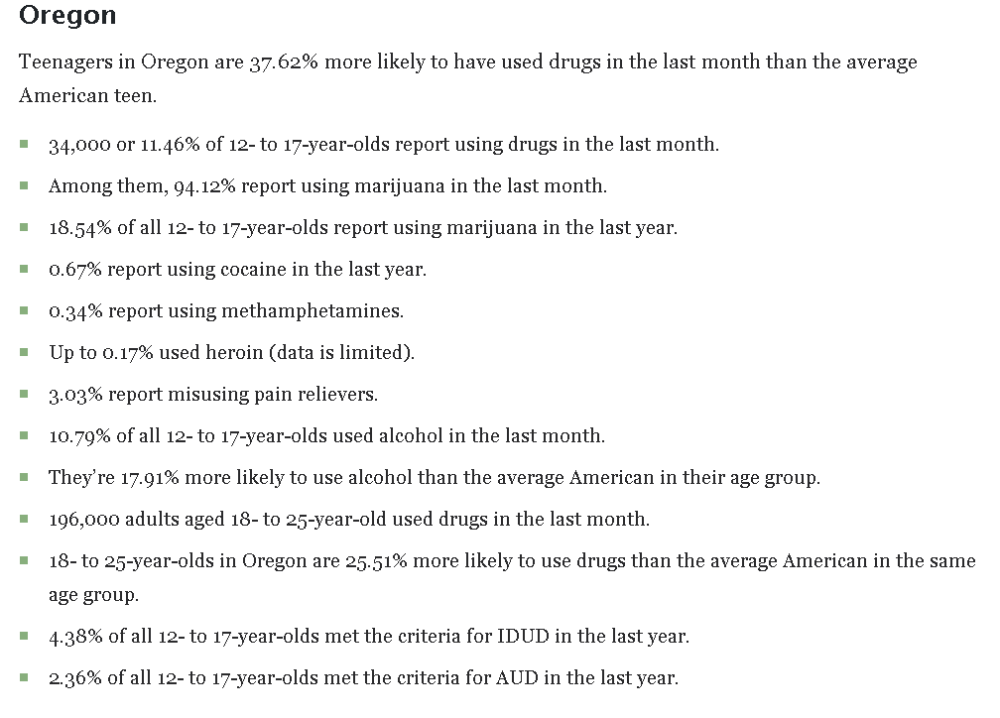 Oregon
Teenagers in Oregon are 37.62% more likely to have used drugs in the last month than the average
American teen.
34,000 or 11.46% of 12- to 17-year-olds report using drugs in the last month.
Among them, 94.12% report using marijuana in the last month.
18.54% of all 12- to 17-year-olds report using marijuana in the last year.
0.67% report using cocaine in the last year.
0.34% report using methamphetamines.
Up to 0.17% used heroin (data is limited).
3.03% report misusing pain relievers.
10.79% of all 12- to 17-year-olds used alcohol in the last month.
They’re 17.91% more likely to use alcohol than the average American in their age group.
196,000 adults aged 18- to 25-year-old used drugs in the last month.
18- to 25-year-olds in Oregon are 25.51% more likely to use drugs than the average American in the same
age group.
4.38% of all 12- to 17-year-olds met the criteria for IDUD in the last year.
2.36% of all 12- to 17-year-olds met the criteria for AUD in the last year.